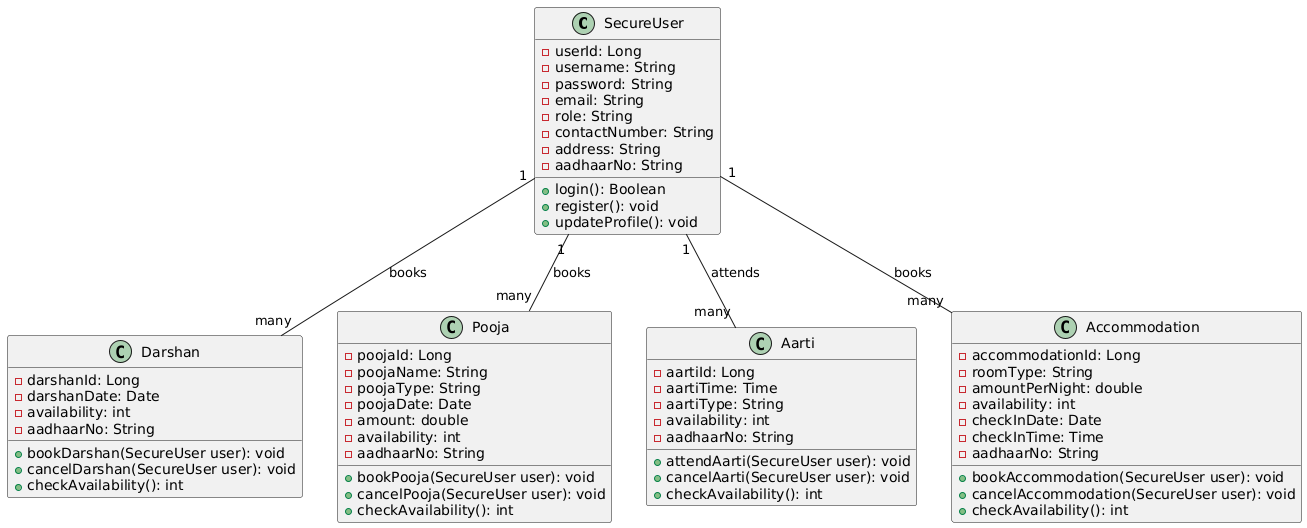 C SecureUser
userId: Long
username: String
password: String
email: String
role: String
contactNumber: String
address: String
aadhaarNo: String
login(): Boolean
register(): void
updateProfile(): void
1
1
1
1
books
books
attends
books
many
many
many
many
C Darshan
darshanId: Long
darshanDate: Date
availability: int
aadhaarNo: String
bookDarshan(SecureUser user): void
cancelDarshan(SecureUser user): void
checkAvailability(): int
C Pooja
poojaId: Long
poojaName: String
poojaType: String
poojaDate: Date
amount: double
availability: int
aadhaarNo: String
bookPooja(SecureUser user): void
cancelPooja(SecureUser user): void
checkAvailability(): int
C Aarti
aartiId: Long
aartiTime: Time
aartiType: String
availability: int
aadhaarNo: String
attendAarti(SecureUser user): void
cancelAarti(SecureUser user): void
checkAvailability(): int
C Accommodation
accommodationId: Long
roomType: String
amountPerNight: double
availability: int
checkInDate: Date
checkInTime: Time
aadhaarNo: String
bookAccommodation(SecureUser user): void
cancelAccommodation(SecureUser user): void
checkAvailability(): int